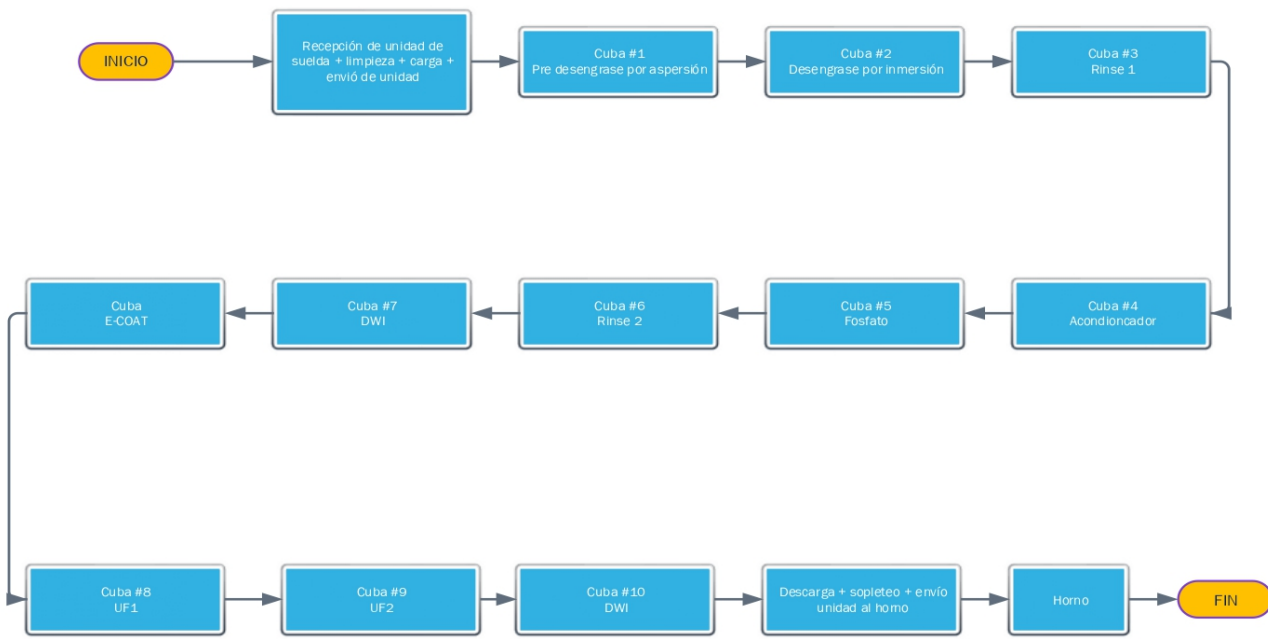 INICIO
Recepción de unidad de
suelda + limpieza + carga +
envió de unidad
Cuba #1
Pre desengrase por aspersión
Cuba #2
Desengrase por inmersión
Cuba #3
Rinse 1
Cuba #4
Acondioncador
Cuba #5
Fosfato
Cuba #6
Rinse 2
Cuba #7
DWI
Cuba
E-COAT
Cuba #8
UF1
Cuba #9
UF2
Cuba #10
DWI
Descarga + sopleteo + envío
unidad al horno
Horno
FIN